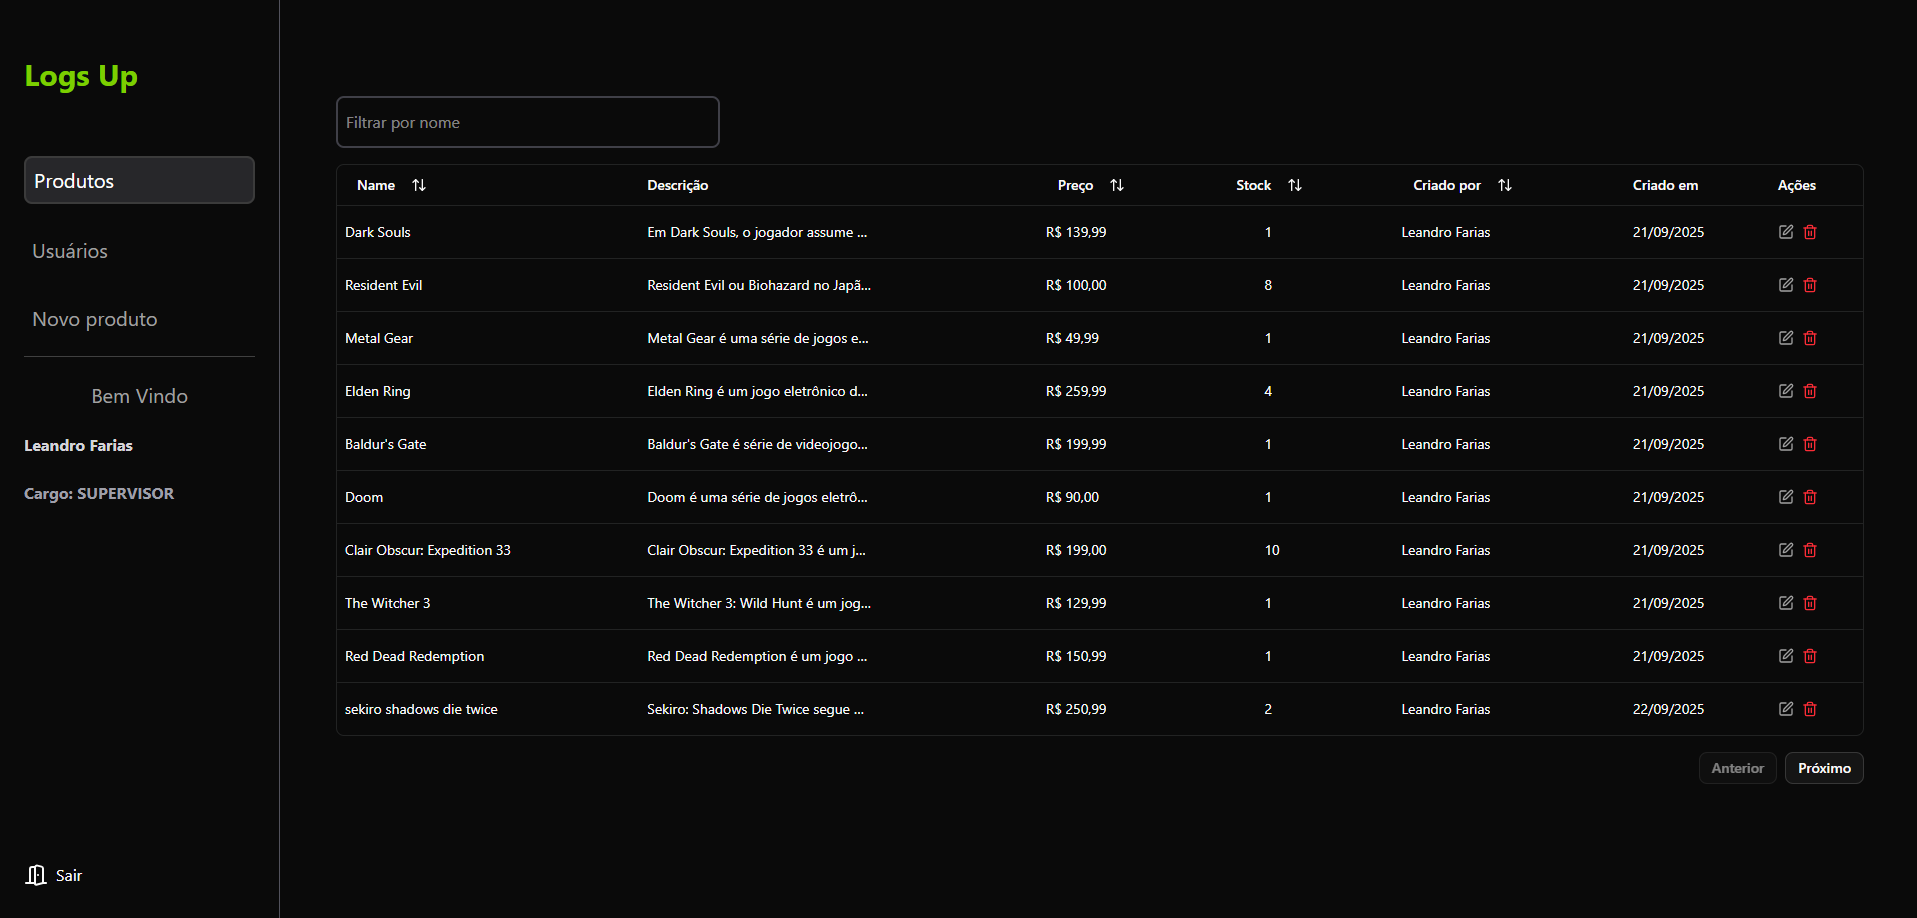 Logs Up
Produtos
Usuários
Novo produto
Bem Vindo
Leandro Farias
Cargo: SUPERVISOR
Sair
Filtrar por nome
Name Descrição Preço Stock Criado por Criado em Ações
Dark Souls Em Dark Souls, o jogador assume ... R$ 139,99 1 Leandro Farias 21/09/2025
Resident Evil Resident Evil ou Biohazard no Japã... R$ 100,00 8 Leandro Farias 21/09/2025
Metal Gear Metal Gear é uma série de jogos e... R$ 49,99 1 Leandro Farias 21/09/2025
Elden Ring Elden Ring é um jogo eletrônico d... R$ 259,99 4 Leandro Farias 21/09/2025
Baldur's Gate Baldur's Gate é série de videojogo... R$ 199,99 1 Leandro Farias 21/09/2025
Doom Doom é uma série de jogos eletrô... R$ 90,00 1 Leandro Farias 21/09/2025
Clair Obscur: Expedition 33 Clair Obscur: Expedition 33 é um j... R$ 199,00 10 Leandro Farias 21/09/2025
The Witcher 3 The Witcher 3: Wild Hunt é um jog... R$ 129,99 1 Leandro Farias 21/09/2025
Red Dead Redemption Red Dead Redemption é um jogo ... R$ 150,99 1 Leandro Farias 21/09/2025
sekiro shadows die twice Sekiro: Shadows Die Twice segue ... R$ 250,99 2 Leandro Farias 22/09/2025
Anterior Próximo